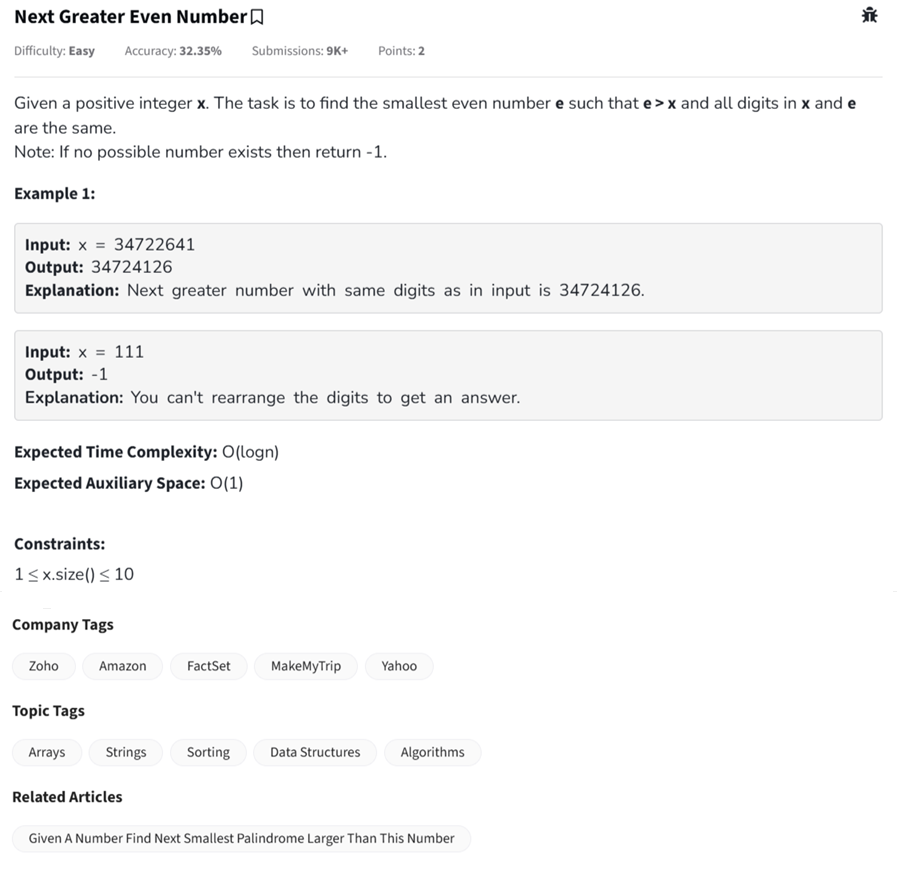 Next Greater Even Number
Difficulty: Easy Accuracy: 32.35% Submissions: 9K+ Points: 2
Given a positive integer x. The task is to find the smallest even number e such that e > x and all digits in x and e
are the same.
Note: If no possible number exists then return -1.
Example 1:
Input: x = 34722641
Output: 34724126
Explanation: Next greater number with same digits as in input is 34724126.
Input: x = 111
Output: -1
Explanation: You can't rearrange the digits to get an answer.
Expected Time Complexity: O(logn)
Expected Auxiliary Space: O(1)
Constraints:
1 ≤ x.size() ≤ 10
Company Tags
Zoho Amazon FactSet MakeMyTrip Yahoo
Topic Tags
Arrays Strings Sorting Data Structures Algorithms
Related Articles
Given A Number Find Next Smallest Palindrome Larger Than This Number